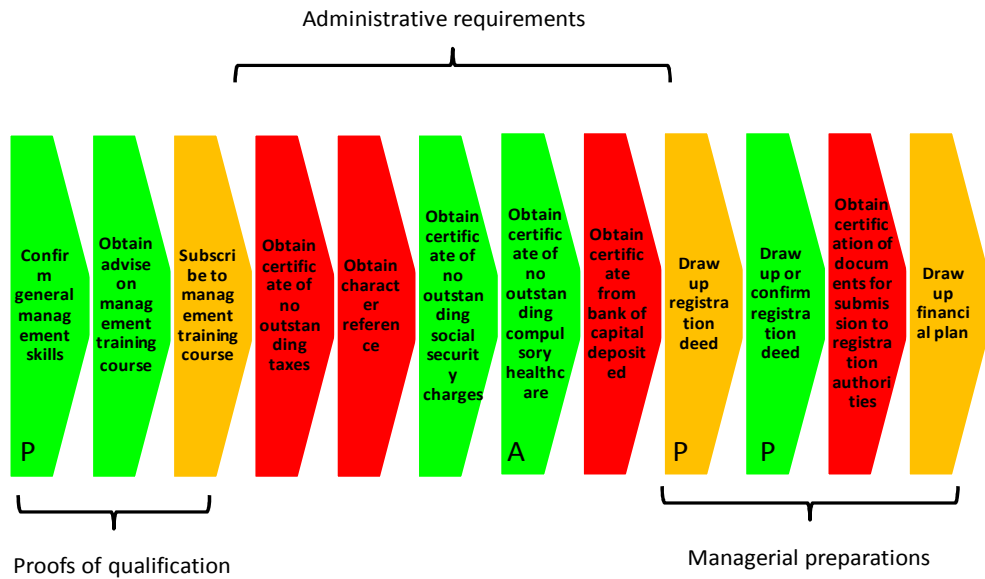 Administrative requirements
Confir
m
general
manag
ement
skills
P
Obtain
advise
on
manag
ement
training
course
Subscri
be to
manag
ement
training
course
Obtain
certific
ate of
no
outstan
ding
taxes
Obtain
charact
er
referen
ce
Obtain
certific
ate of
no
outstan
ding
social
securit
y
charges
Obtain
certific
ate of
no
outstan
ding
compul
sory
healthc
are
A
Obtain
certific
ate
from
bank of
capital
deposit
ed
Draw
up
registra
tion
deed
P
Draw
up or
confirm
registra
tion
deed
P
Obtain
certific
ation of
docum
ents for
submis
sion to
registra
tion
authori
ties
Draw
up
financi
al plan
Proofs of qualification
Managerial preparations